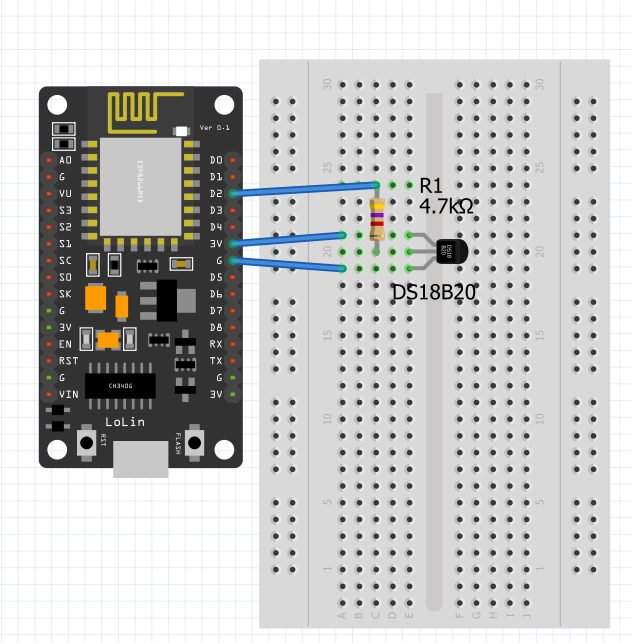 Ver 0.1
ESP8266MOD
A0
G
VU
S3
S2
S1
SC
S0
SK
G
3V
EN
RST
G
VIN
D0
D1
D2
D3
D4
3V
G
D5
D6
D7
D8
RX
TX
G
3V
CH340G
LoLin
RST
FLASH
30
25
20
15
10
5
1
A B C D E
R1
4.7kΩ
DS18
B20
DS18B20
30
25
20
15
10
5
1
F G H I J